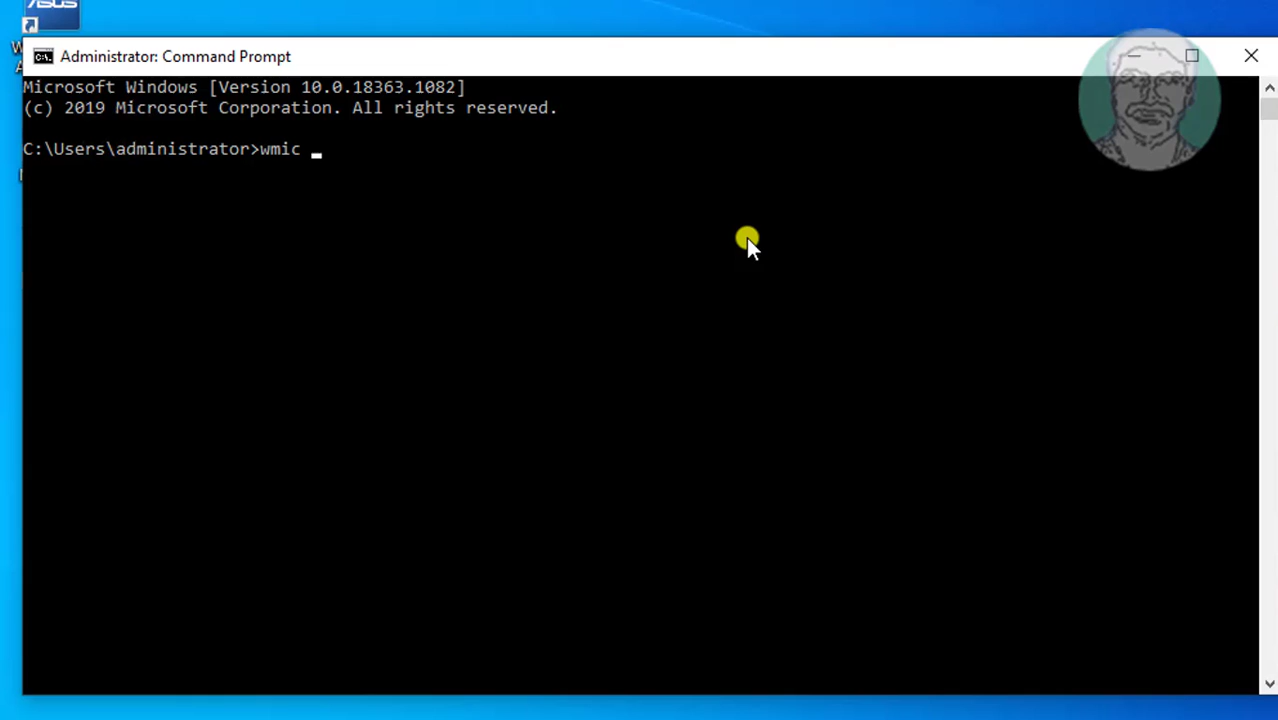 ASUS
W
A
Administrator: Command Prompt
Microsoft Windows [Version 10.0.18363.1082]
(c) 2019 Microsoft Corporation. All rights reserved.
C:\Users\administrator>wmic